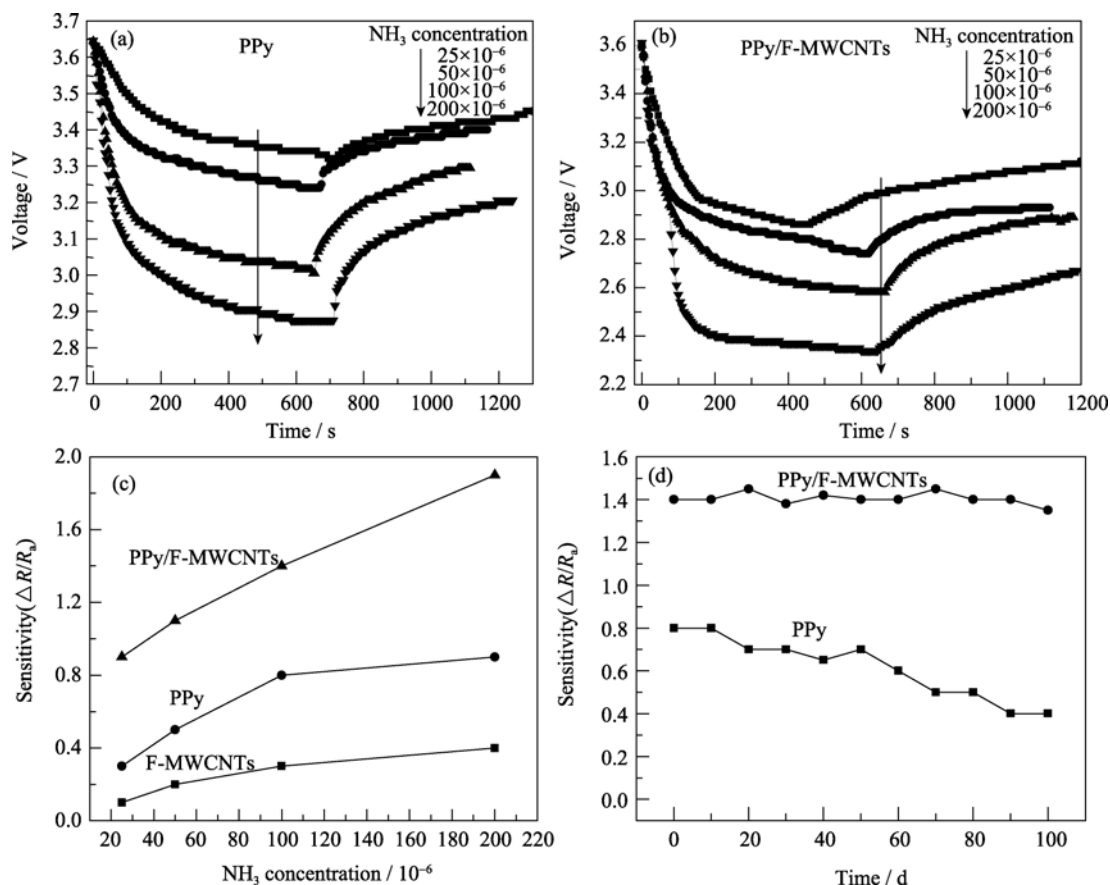 (a)
PPy
NH₃ concentration
25×10⁻⁶
50×10⁻⁶
100×10⁻⁶
200×10⁻⁶
3.7
3.6
3.5
3.4
3.3
3.2
3.1
3.0
2.9
2.8
2.7
Voltage / V
0 200 400 600 800 1000 1200
Time / s
(b)
PPy/F-MWCNTs
NH₃ concentration
25×10⁻⁶
50×10⁻⁶
100×10⁻⁶
200×10⁻⁶
3.6
3.4
3.2
3.0
2.8
2.6
2.4
2.2
Voltage / V
0 200 400 600 800 1000 1200
Time / s
(c)
PPy/F-MWCNTs
PPy
F-MWCNTs
2.0
1.6
1.2
0.8
0.4
0.0
Sensitivity(△R/Rₐ)
20 40 60 80 100 120 140 160 180 200 220
NH₃ concentration / 10⁻⁶
(d)
PPy/F-MWCNTs
PPy
1.6
1.4
1.2
1.0
0.8
0.6
0.4
0.2
0.0
Sensitivity(△R/Rₐ)
0 20 40 60 80 100
Time / d